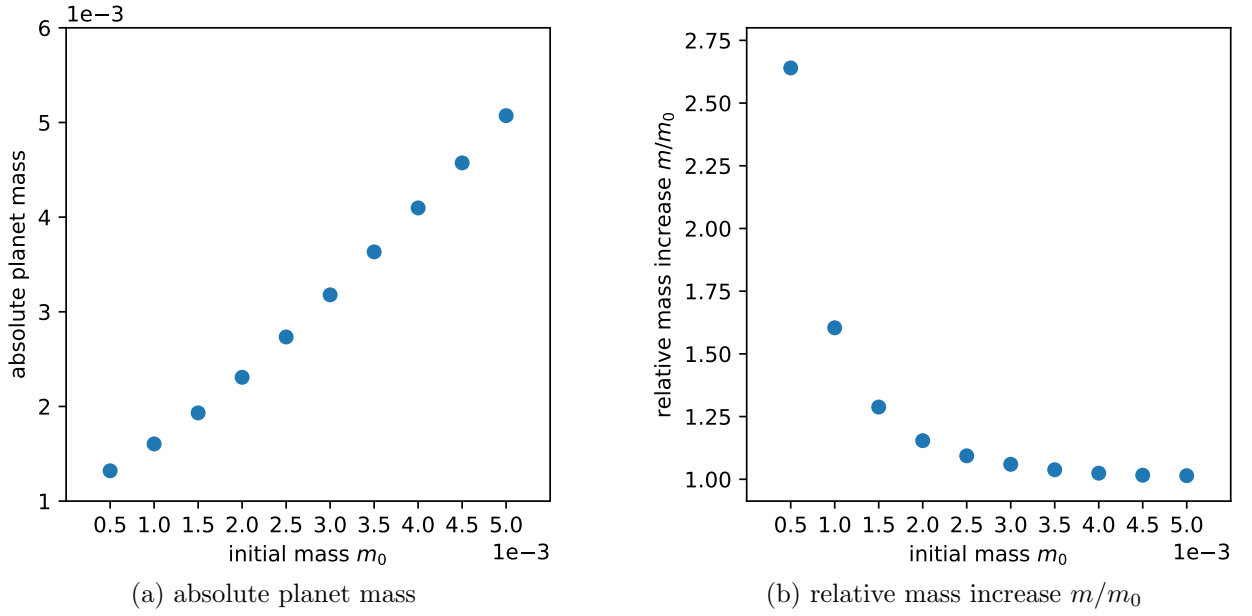 1e−3
6
5
4
3
2
1
absolute planet mass
0.5 1.0 1.5 2.0 2.5 3.0 3.5 4.0 4.5 5.0
initial mass m₀
1e−3
(a) absolute planet mass
2.75
2.50
2.25
2.00
1.75
1.50
1.25
1.00
relative mass increase m/m₀
0.5 1.0 1.5 2.0 2.5 3.0 3.5 4.0 4.5 5.0
initial mass m₀
1e−3
(b) relative mass increase m/m₀